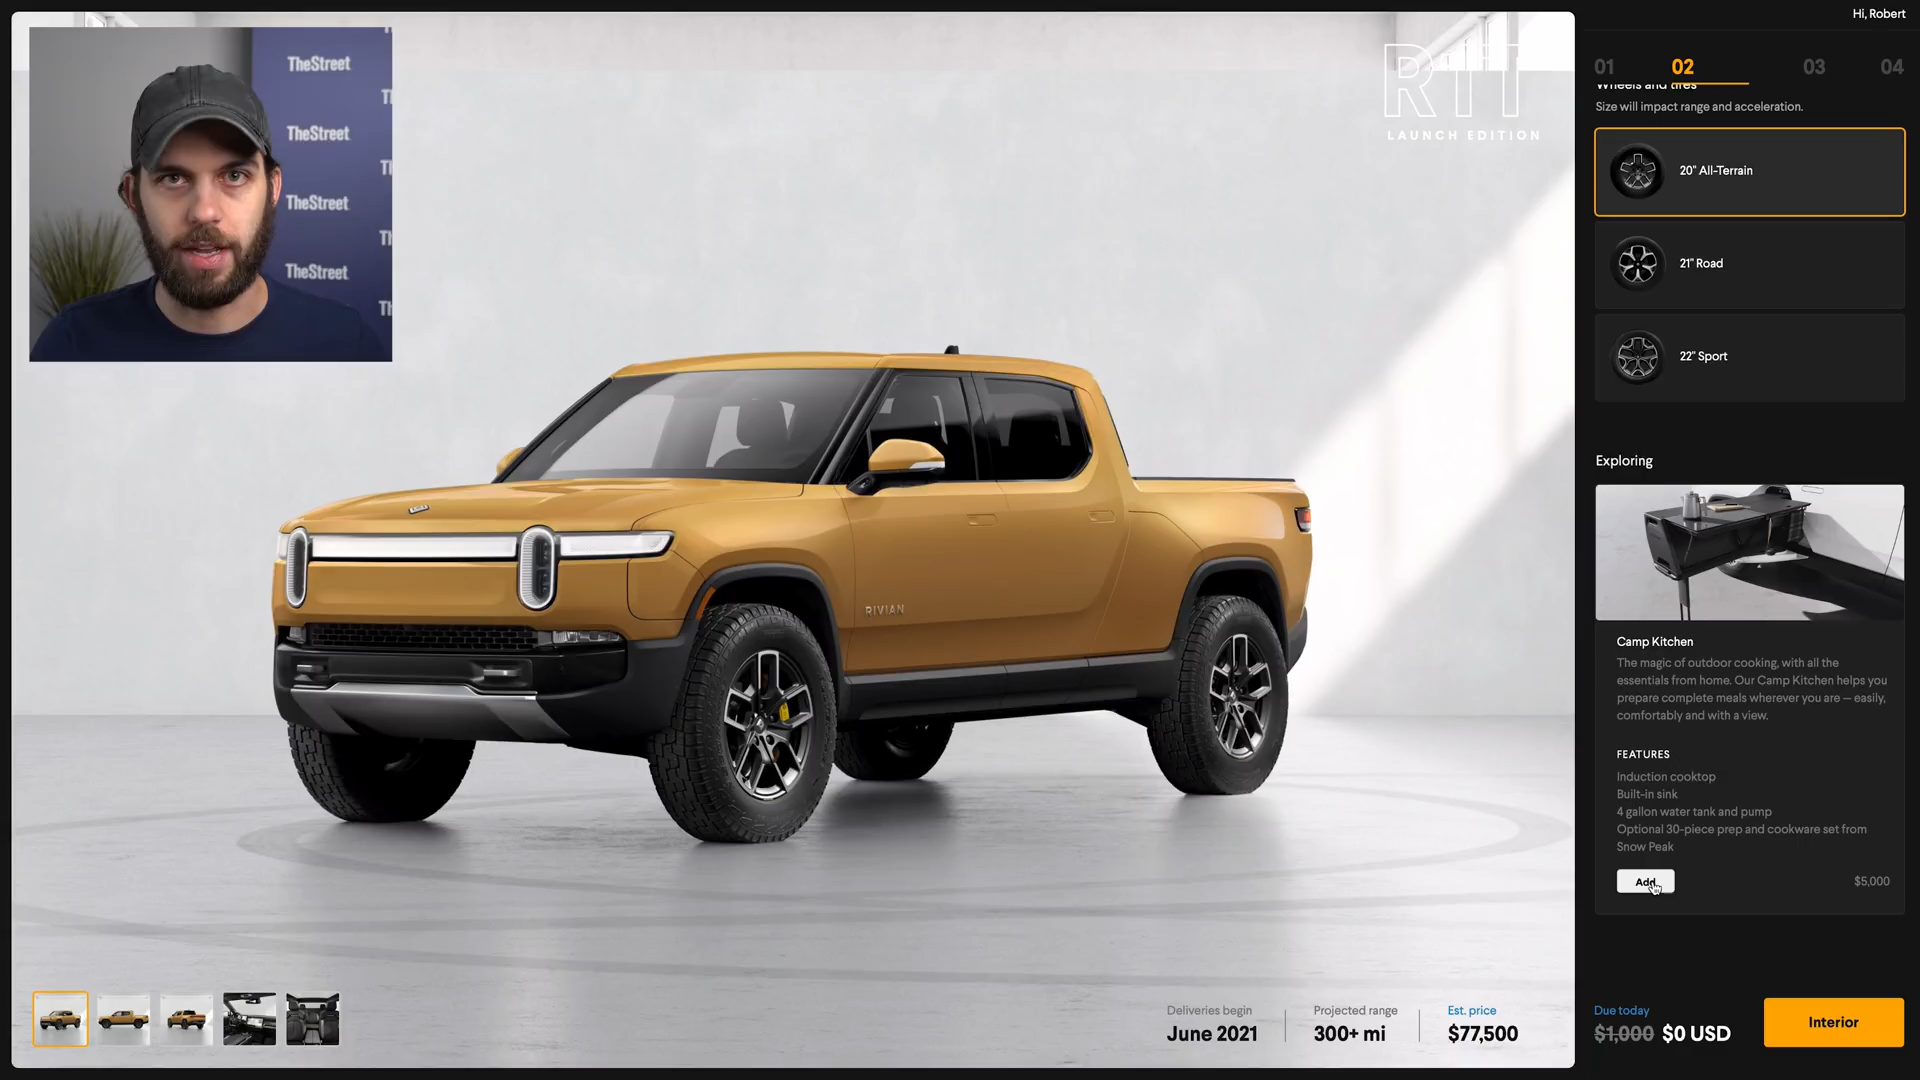 Hi, Robert
TheStreet
TheStreet
TheStreet
TheStreet
R1T
LAUNCH EDITION
01
02
03
04
Wheels and tires
Size will impact range and acceleration.
20" All-Terrain
21" Road
22" Sport
Exploring
RIVIAN
Camp Kitchen
The magic of outdoor cooking, with all the
essentials from home. Our Camp Kitchen helps you
prepare complete meals wherever you are — easily,
comfortably and with a view.
FEATURES
Induction cooktop
Built-in sink
4 gallon water tank and pump
Optional 30-piece prep and cookware set from
Snow Peak
Add
$5,000
Deliveries begin
June 2021
Projected range
300+ mi
Est. price
$77,500
Due today
$1,000 $0 USD
Interior